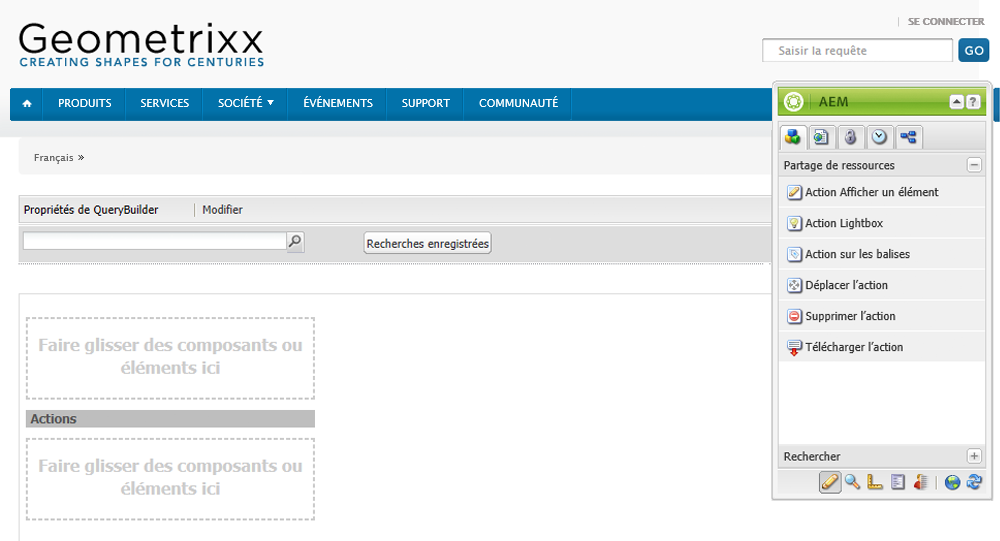 SE CONNECTER
Geometrixx
CREATING SHAPES FOR CENTURIES
Saisir la requête
GO
PRODUITS
SERVICES
SOCIÉTÉ
ÉVÉNEMENTS
SUPPORT
COMMUNAUTÉ
Français »
Propriétés de QueryBuilder
Modifier
Recherches enregistrées
Faire glisser des composants ou
éléments ici
Actions
Faire glisser des composants ou
éléments ici
AEM
?
Partage de ressources
Action Afficher un élément
Action Lightbox
Action sur les balises
Déplacer l’action
Supprimer l’action
Télécharger l’action
Rechercher